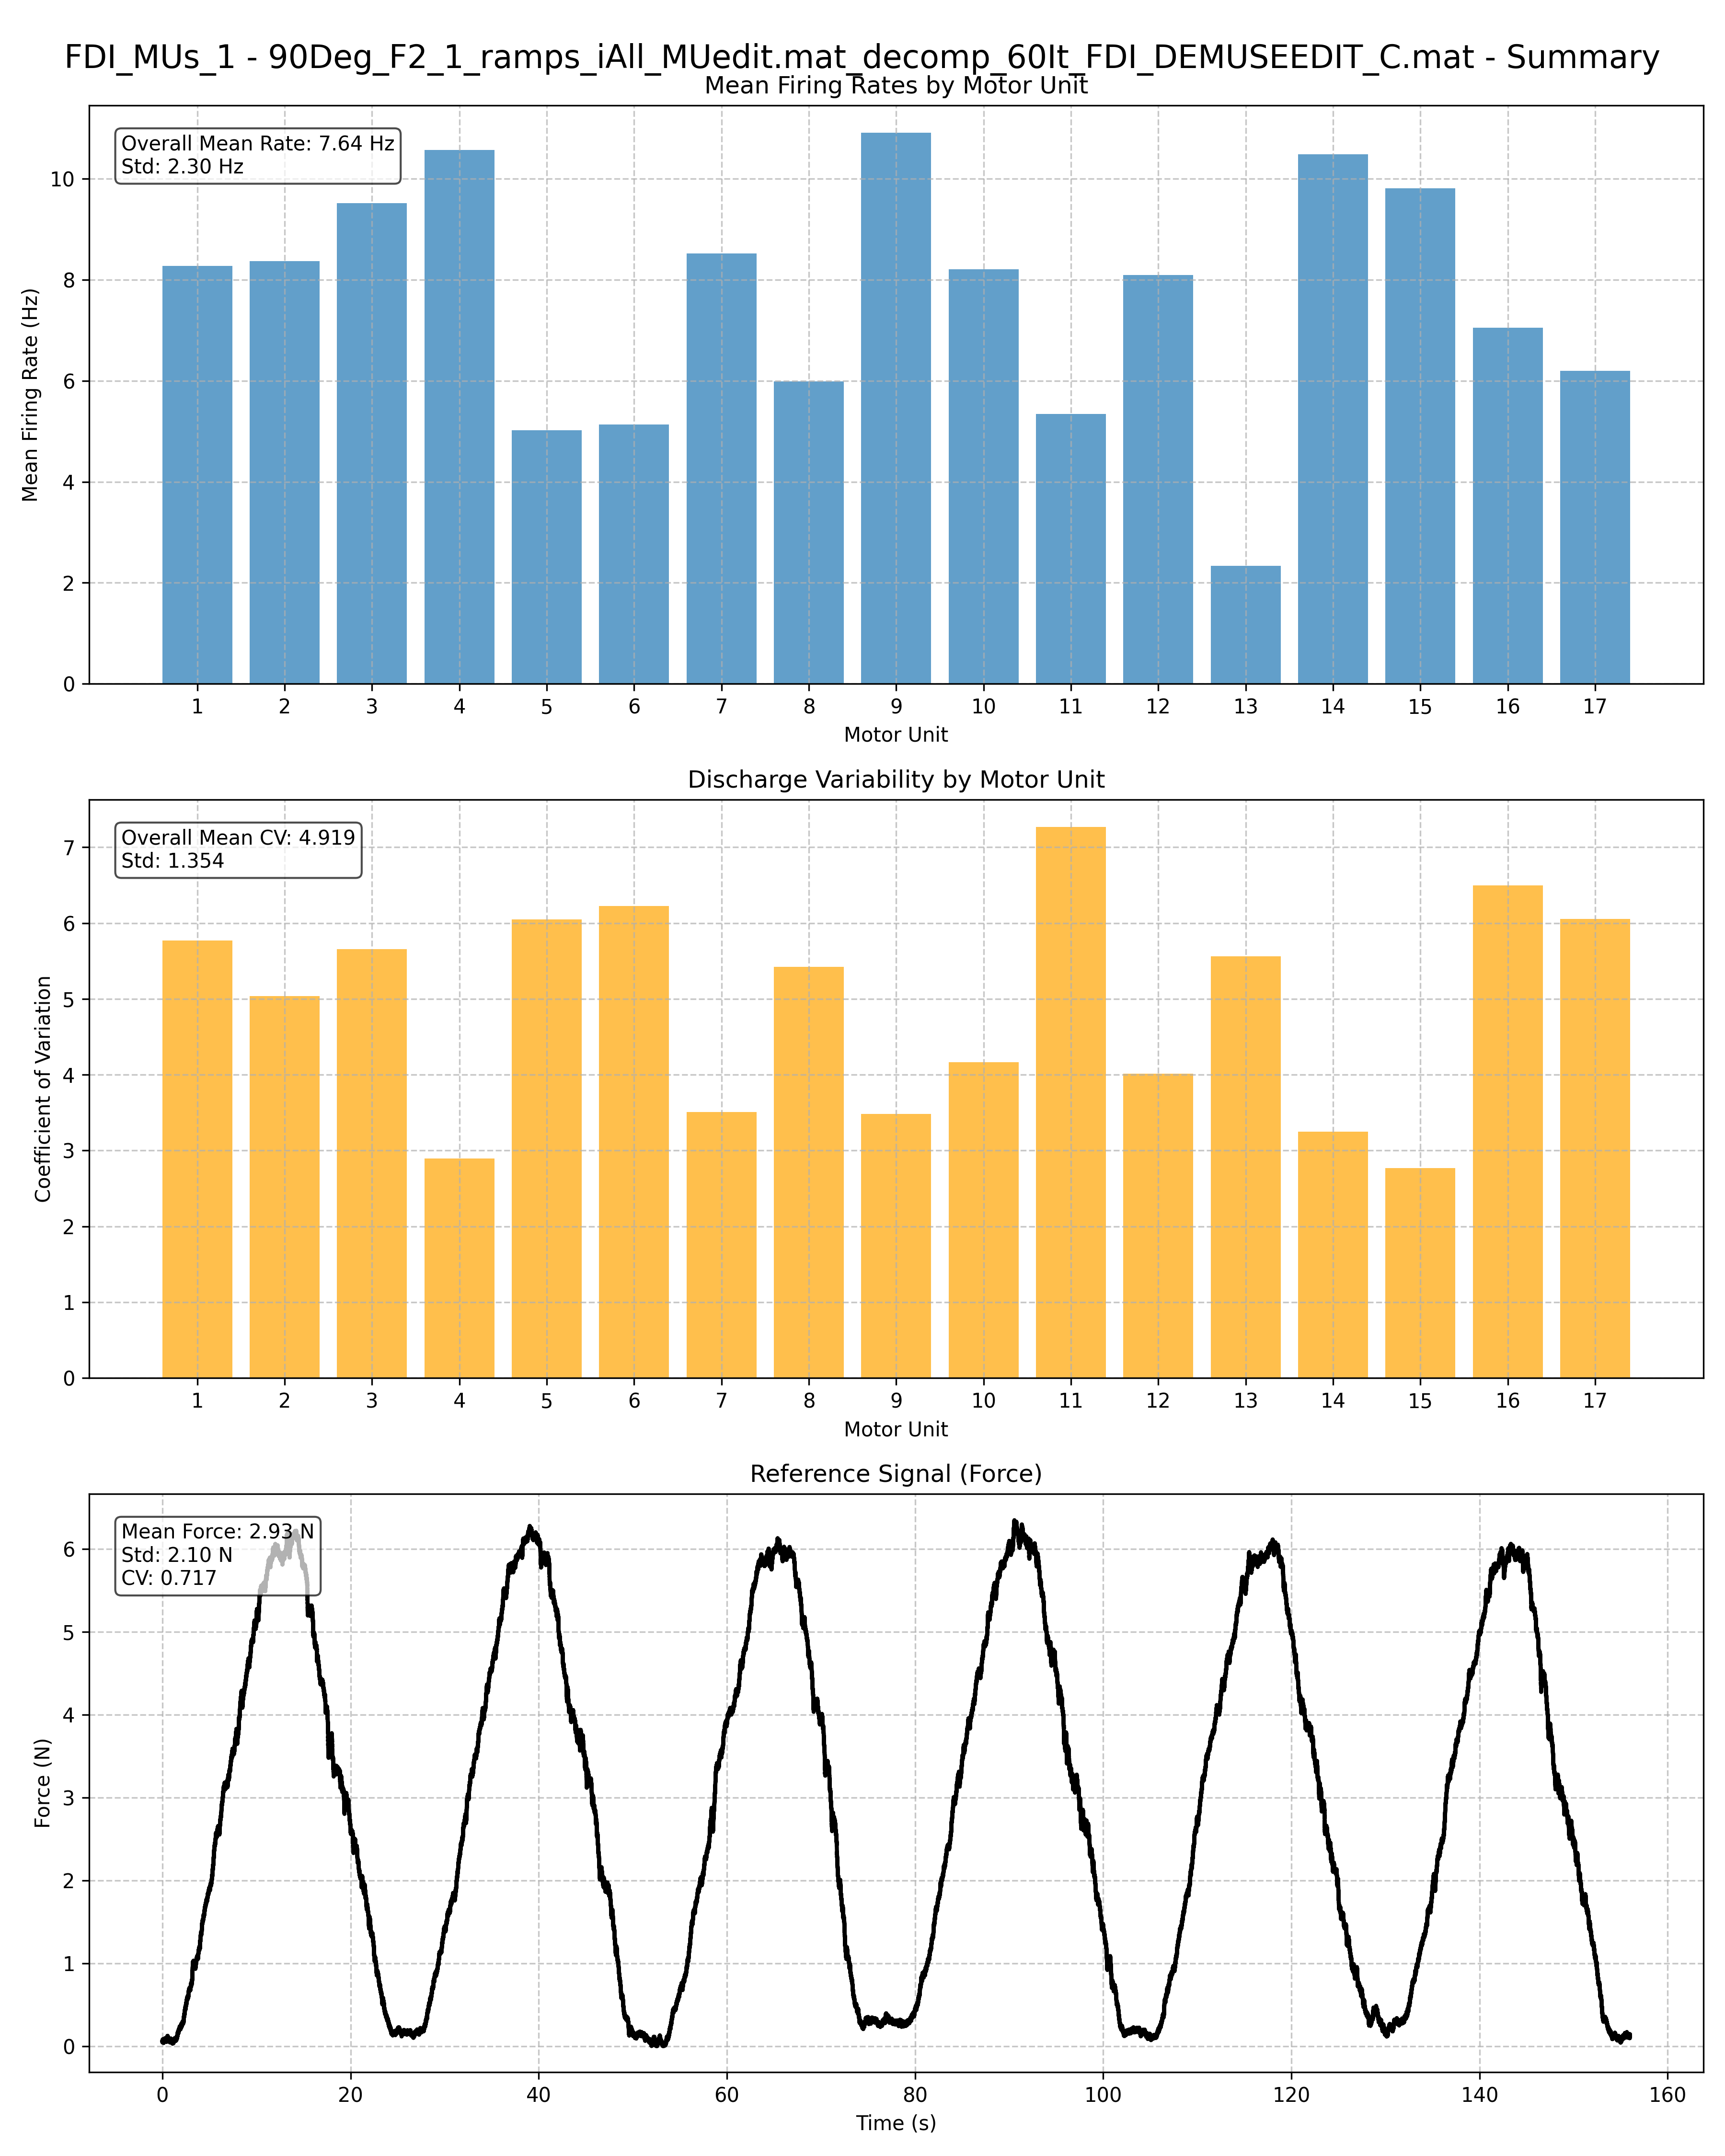 FDI_MUs_1 - 90Deg_F2_1_ramps_iAll_MUedit.mat_decomp_60It_FDI_DEMUSEEDIT_C.mat - Summary
Mean Firing Rates by Motor Unit
Overall Mean Rate: 7.64 Hz
Std: 2.30 Hz
Mean Firing Rate (Hz)
10
8
6
4
2
0
1 2 3 4 5 6 7 8 9 10 11 12 13 14 15 16 17
Motor Unit
Discharge Variability by Motor Unit
Overall Mean CV: 4.919
Std: 1.354
Coefficient of Variation
7
6
5
4
3
2
1
0
1 2 3 4 5 6 7 8 9 10 11 12 13 14 15 16 17
Motor Unit
Reference Signal (Force)
Mean Force: 2.93 N
Std: 2.10 N
CV: 0.717
Force (N)
6
5
4
3
2
1
0
0 20 40 60 80 100 120 140 160
Time (s)